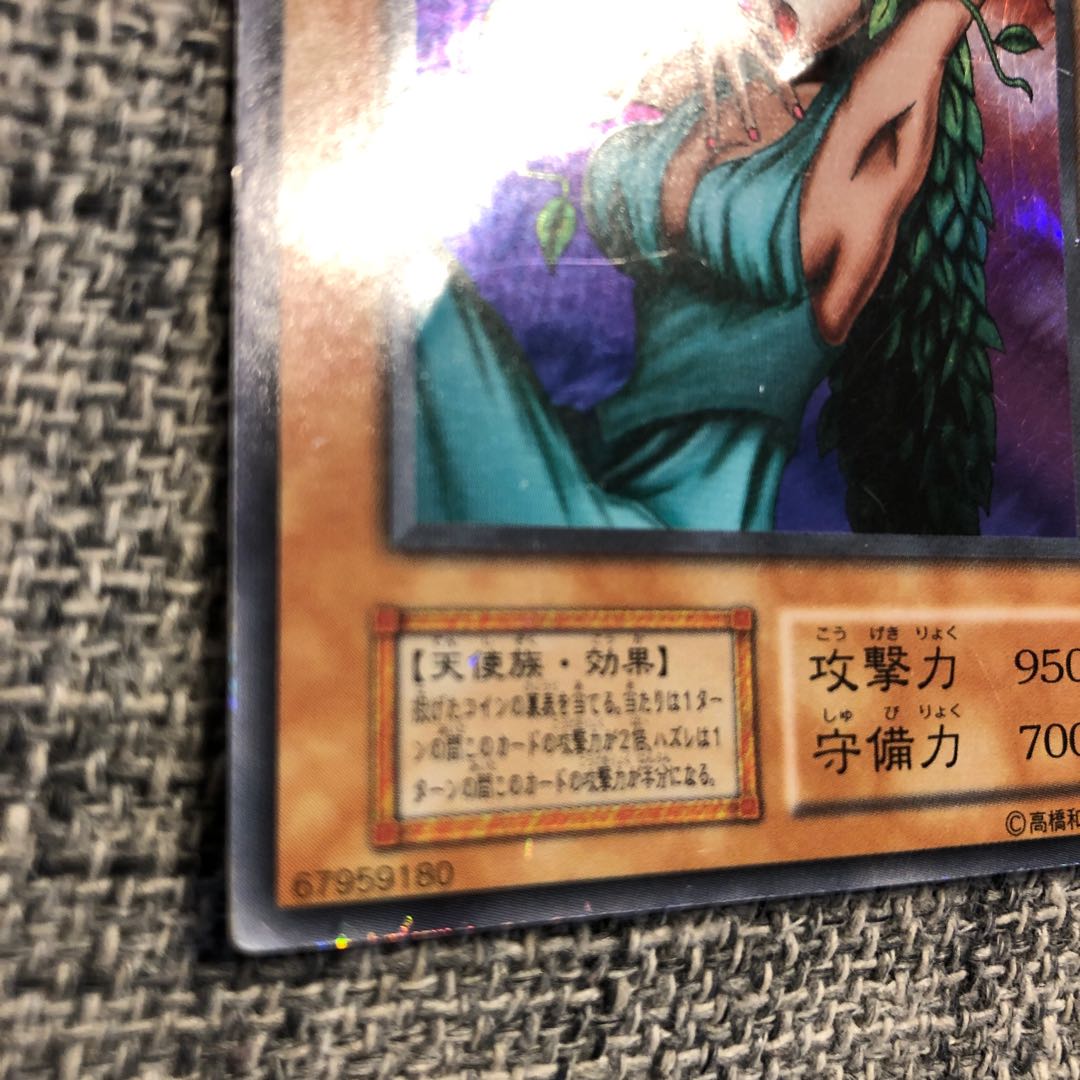 【天使族・効果】
投げたコインの裏表を当てる。当たりは1ター
ンの間このカードの攻撃力が2倍、ハズレは1
ターンの間このカードの攻撃力が半分になる。
こう げき りょく
攻撃力 950
しゅ び りょく
守備力 700
©高橋和
67959180